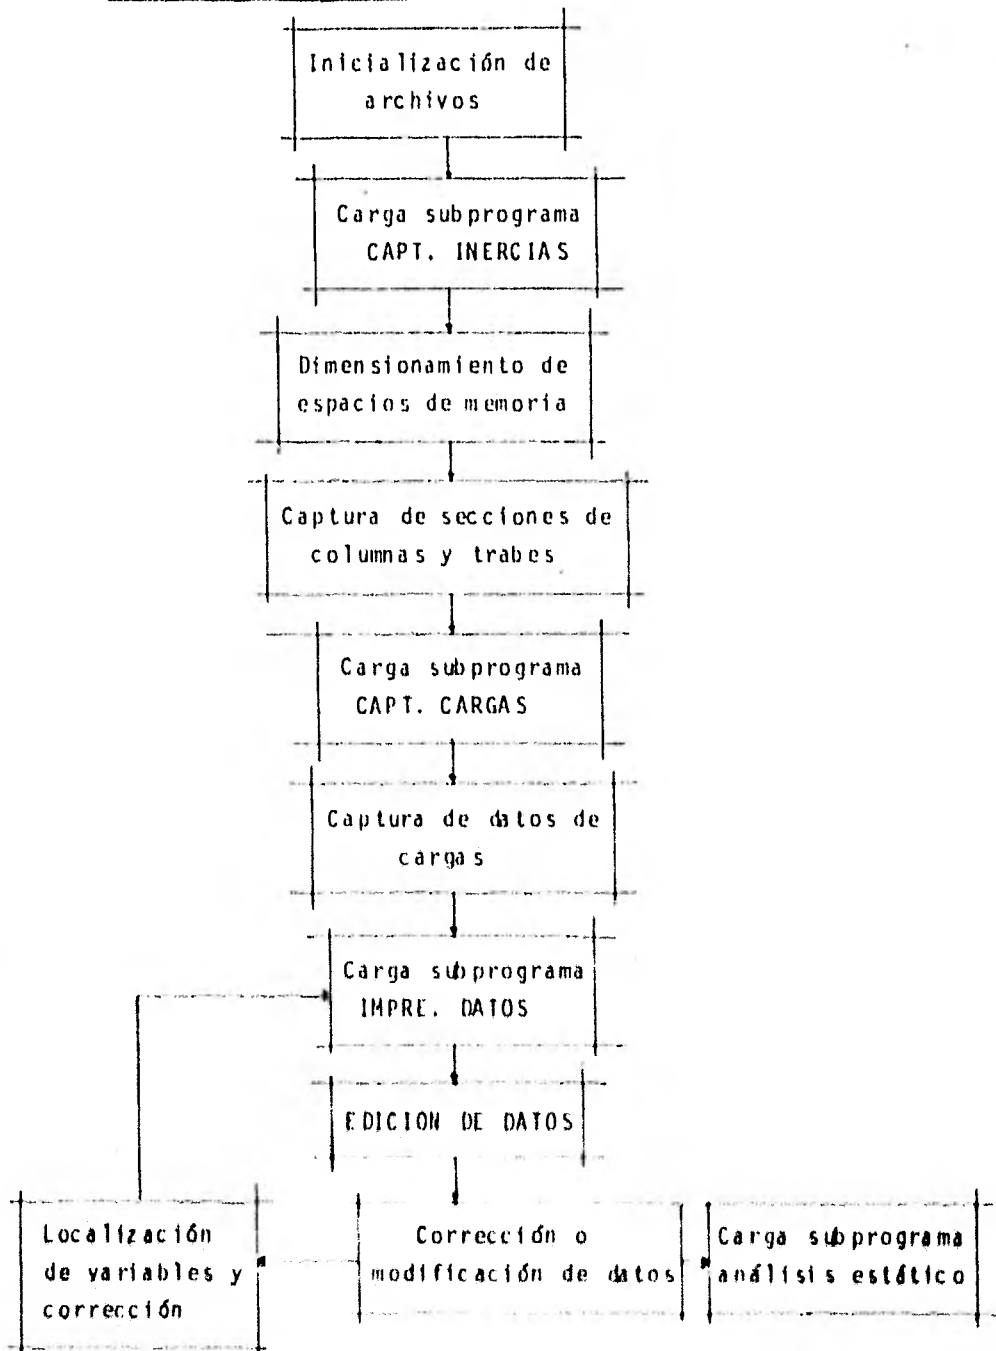 Inicialización de
archivos
Carga subprograma
CAPT. INERCIAS
Dimensionamiento de
espacios de memoria
Captura de secciones de
columnas y trabes
Carga subprograma
CAPT. CARGAS
Captura de datos de
cargas
Carga subprograma
IMPRE. DATOS
EDICION DE DATOS
Localización
de variables y
corrección
Corrección o
modificación de datos
Carga subprograma
análisis estático